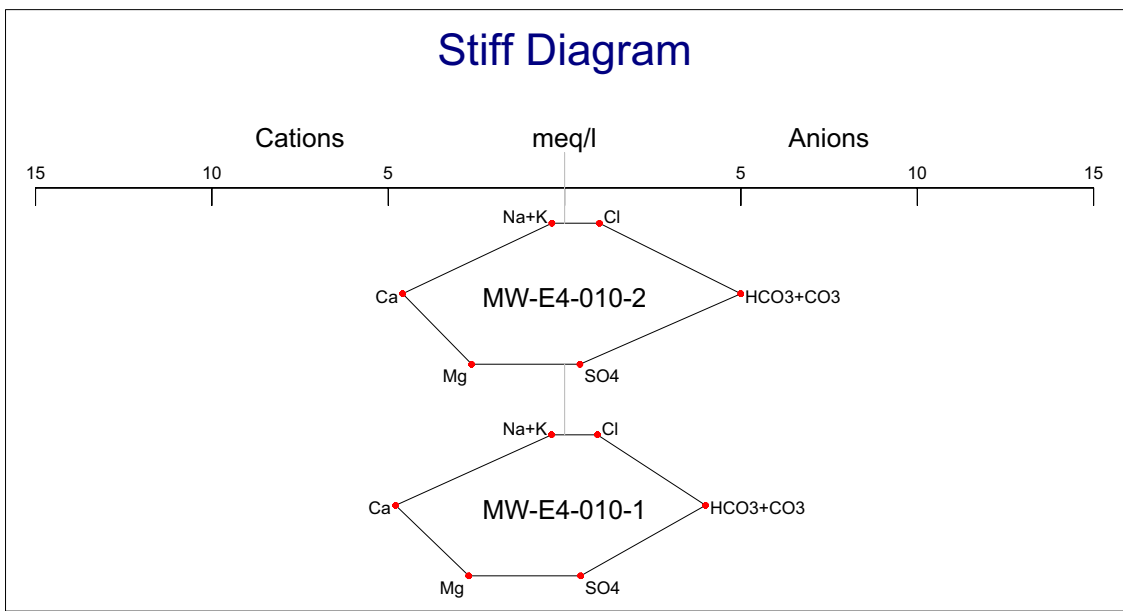 Stiff Diagram
Cations meq/l Anions
15 10 5 5 10 15
Na+K Cl
Ca MW-E4-010-2 HCO3+CO3
Mg SO4
Na+K Cl
Ca MW-E4-010-1 HCO3+CO3
Mg SO4